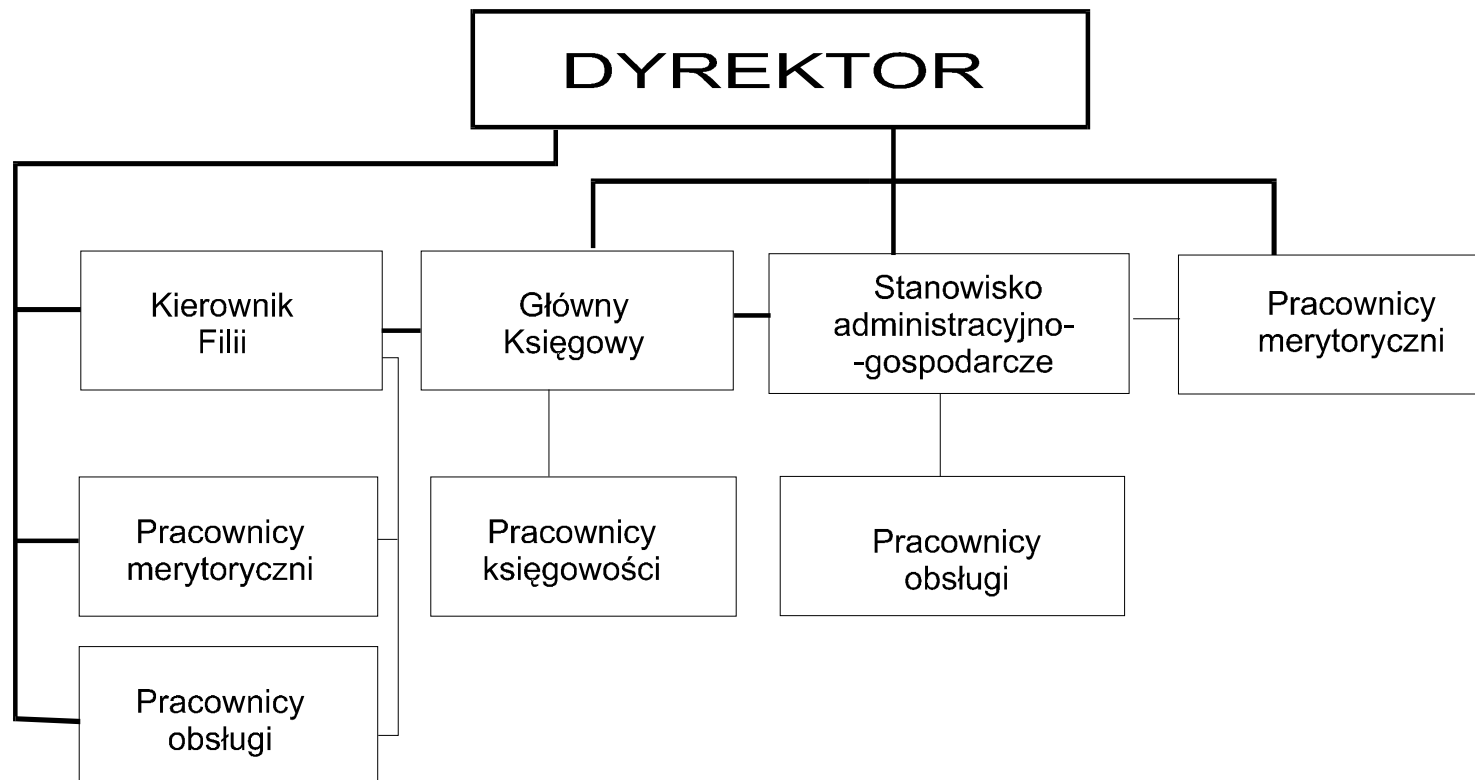 DYREKTOR
Kierownik
Filii
Główny
Księgowy
Stanowisko
administracyjno-
-gospodarcze
Pracownicy
merytoryczni
Pracownicy
merytoryczni
Pracownicy
księgowości
Pracownicy
obsługi
Pracownicy
obsługi